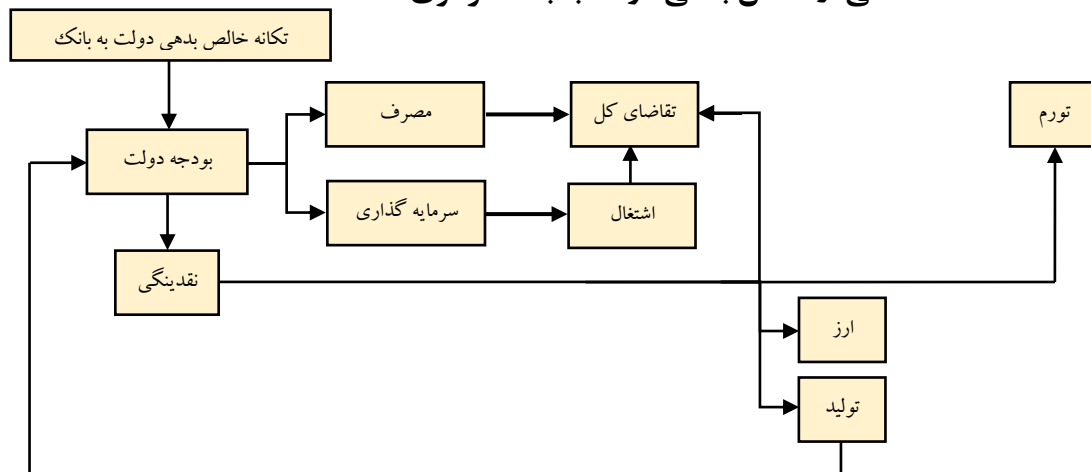 تکانه خالص بدهی دولت به بانک
مصرف
تقاضای کل
تورم
بودجه دولت
سرمایه گذاری
اشتغال
نقدینگی
ارز
تولید